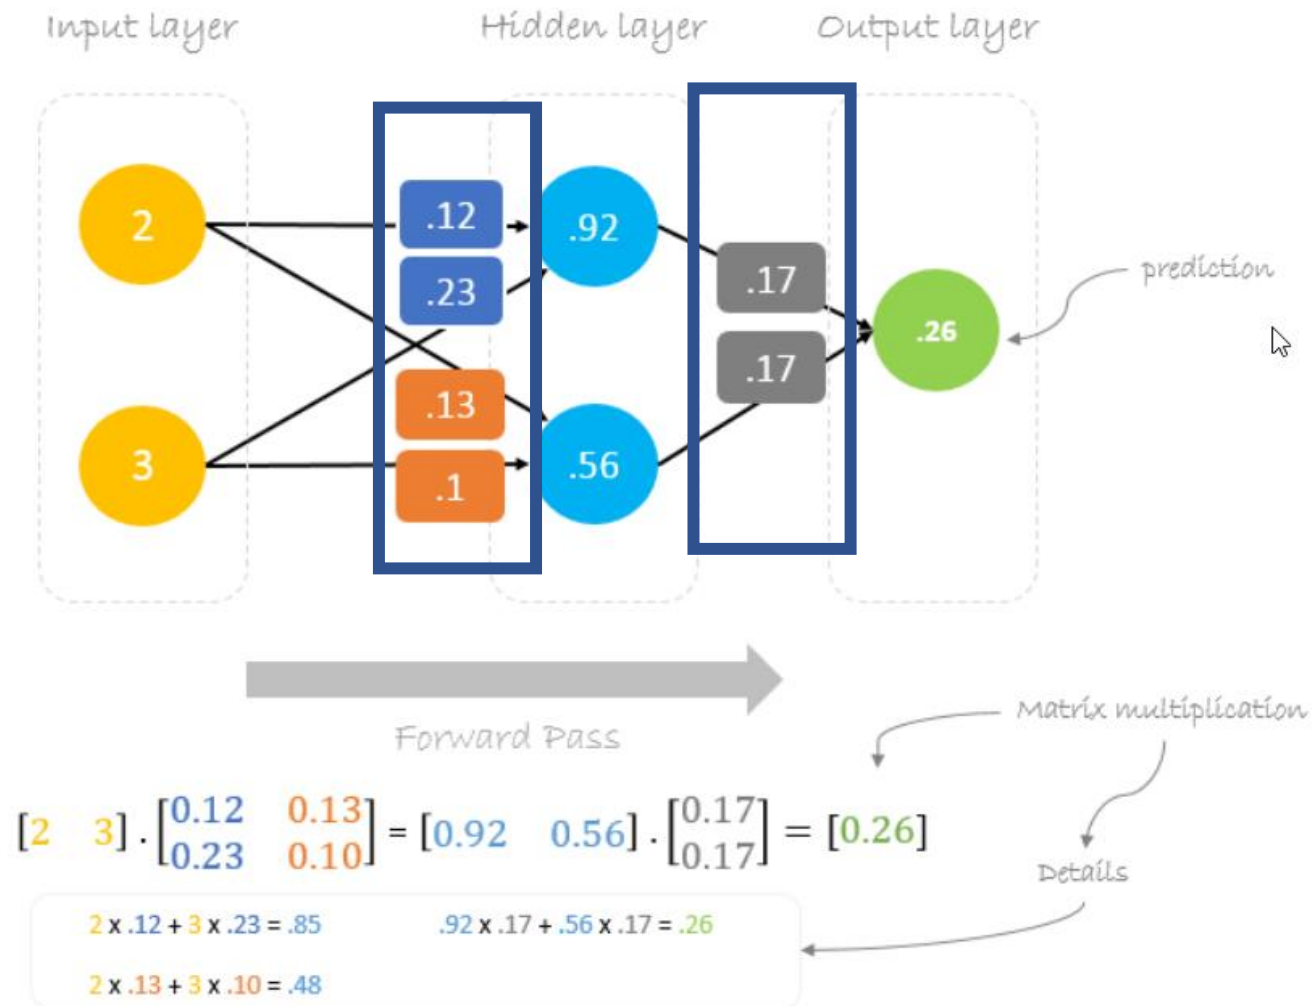 Input layer
Hidden layer
Output layer
2
.12
.92
.23
.17
prediction
.26
.17
.13
3
.1
.56
Forward Pass
Matrix multiplication
[2 3] . [0.12 0.13
0.23 0.10] = [0.92 0.56] . [0.17
0.17] = [0.26]
Details
2 x .12 + 3 x .23 = .85
.92 x .17 + .56 x .17 = .26
2 x .13 + 3 x .10 = .48